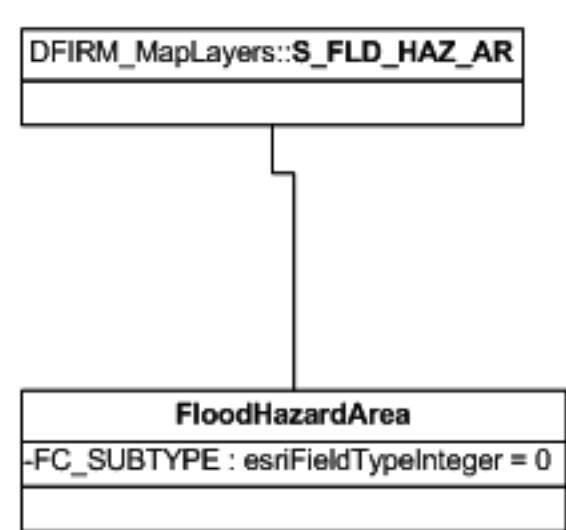 DFIRM_MapLayers::S_FLD_HAZ_AR
FloodHazardArea
-FC_SUBTYPE : esriFieldTypeInteger = 0